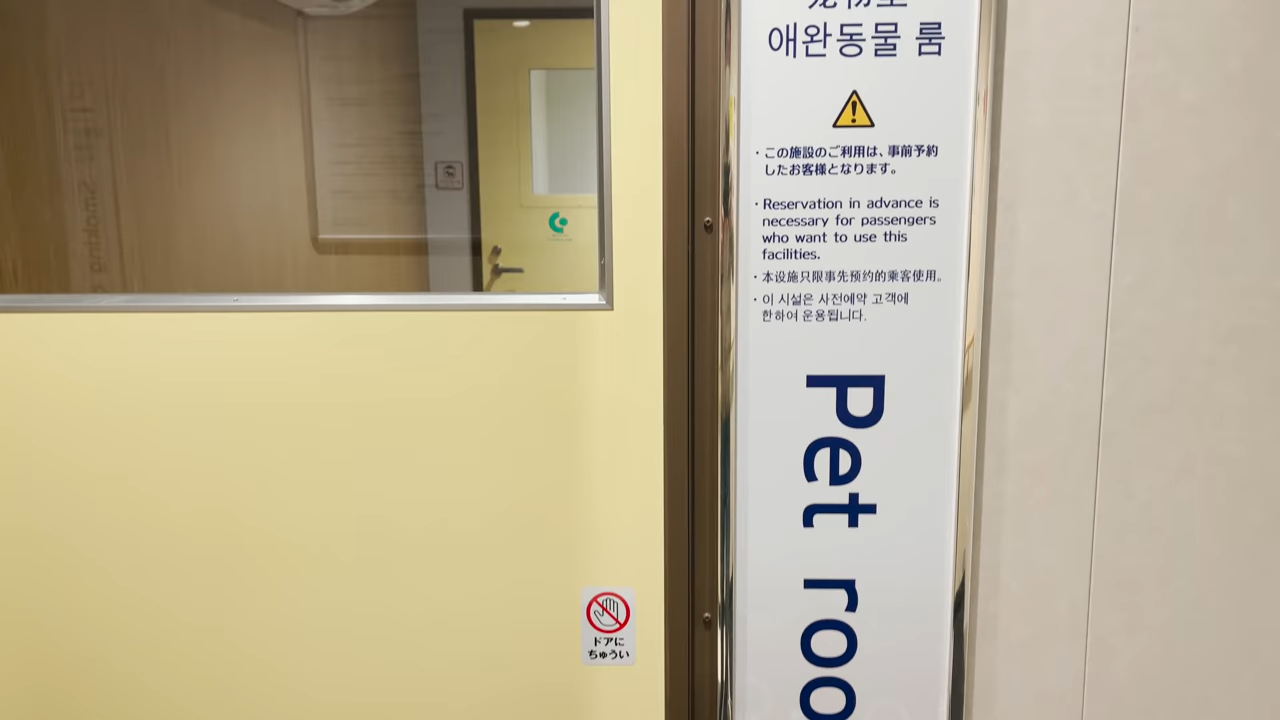 애완동물 룸
・この施設のご利用は、事前予約
したお客様となります。
・Reservation in advance is
necessary for passengers
who want to use this
facilities.
・本设施只限事先预约的乘客使用。
・이 시설은 사전예약 고객에
한하여 운용됩니다.
Pet roo
ドアに
ちゅうい
Smoking